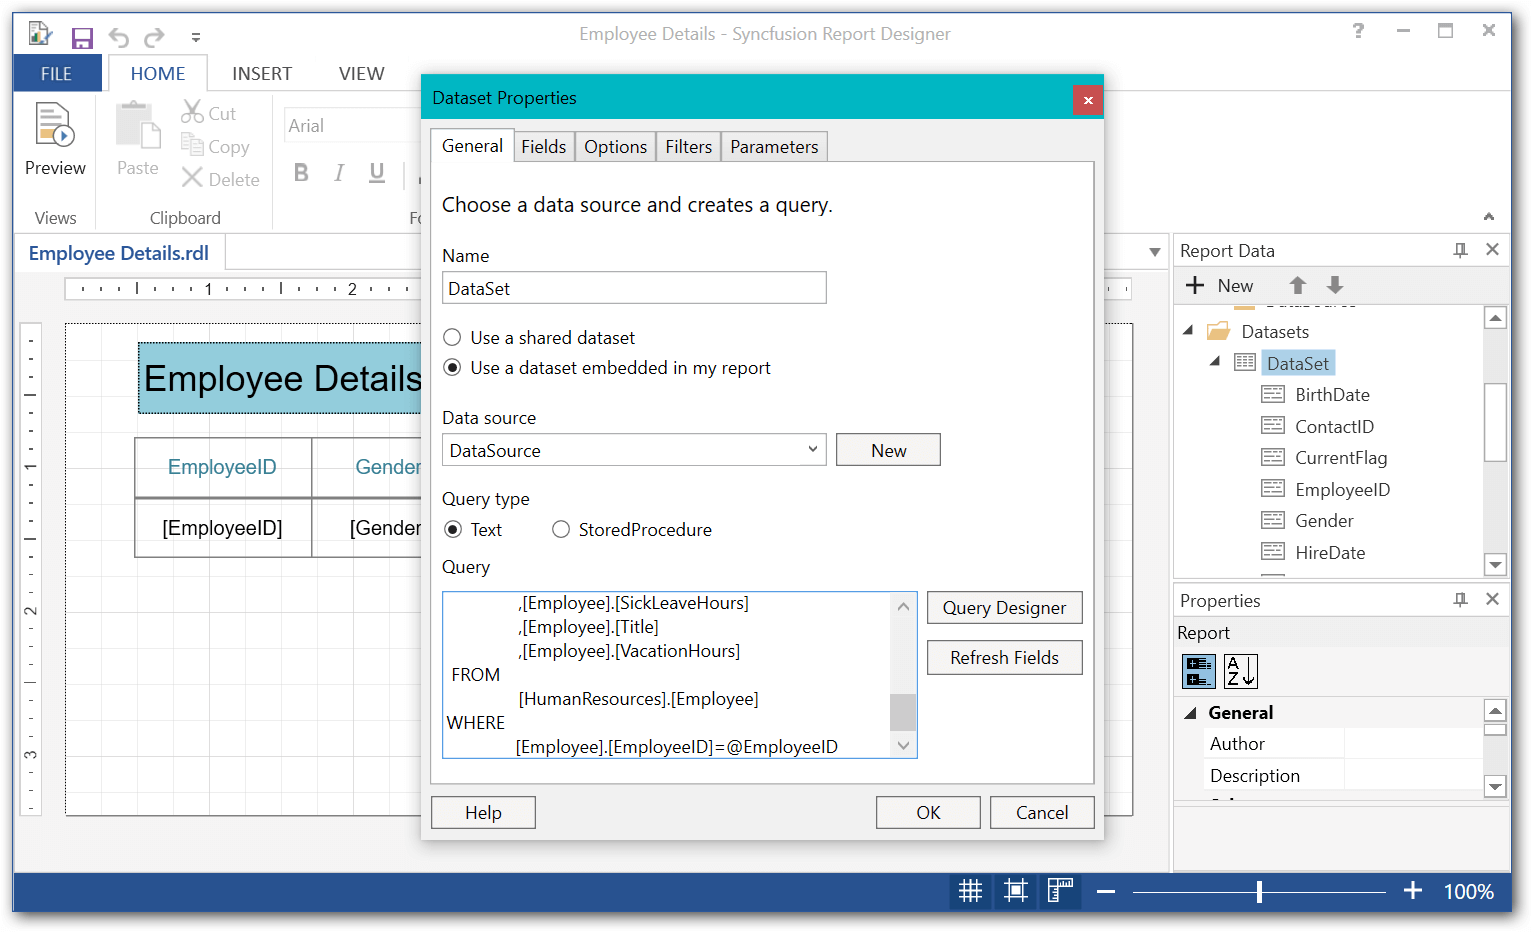 Employee Details - Syncfusion Report Designer
?
FILE HOME INSERT VIEW
Preview
Views
Paste
Cut
Copy
Delete
Clipboard
Arial
B I U
Employee Details.rdl
1 2
1
2
3
Employee Details
EmployeeID Gender
[EmployeeID] [Gender
Dataset Properties
x
General Fields Options Filters Parameters
Choose a data source and creates a query.
Name
DataSet
Use a shared dataset
Use a dataset embedded in my report
Data source
DataSource
New
Query type
Text StoredProcedure
Query
,[Employee].[SickLeaveHours]
,[Employee].[Title]
,[Employee].[VacationHours]
FROM
[HumanResources].[Employee]
WHERE
[Employee].[EmployeeID]=@EmployeeID
Query Designer
Refresh Fields
Help OK Cancel
Report Data
New
Datasets
DataSet
BirthDate
ContactID
CurrentFlag
EmployeeID
Gender
HireDate
Properties
Report
A
Z
General
Author
Description
100%